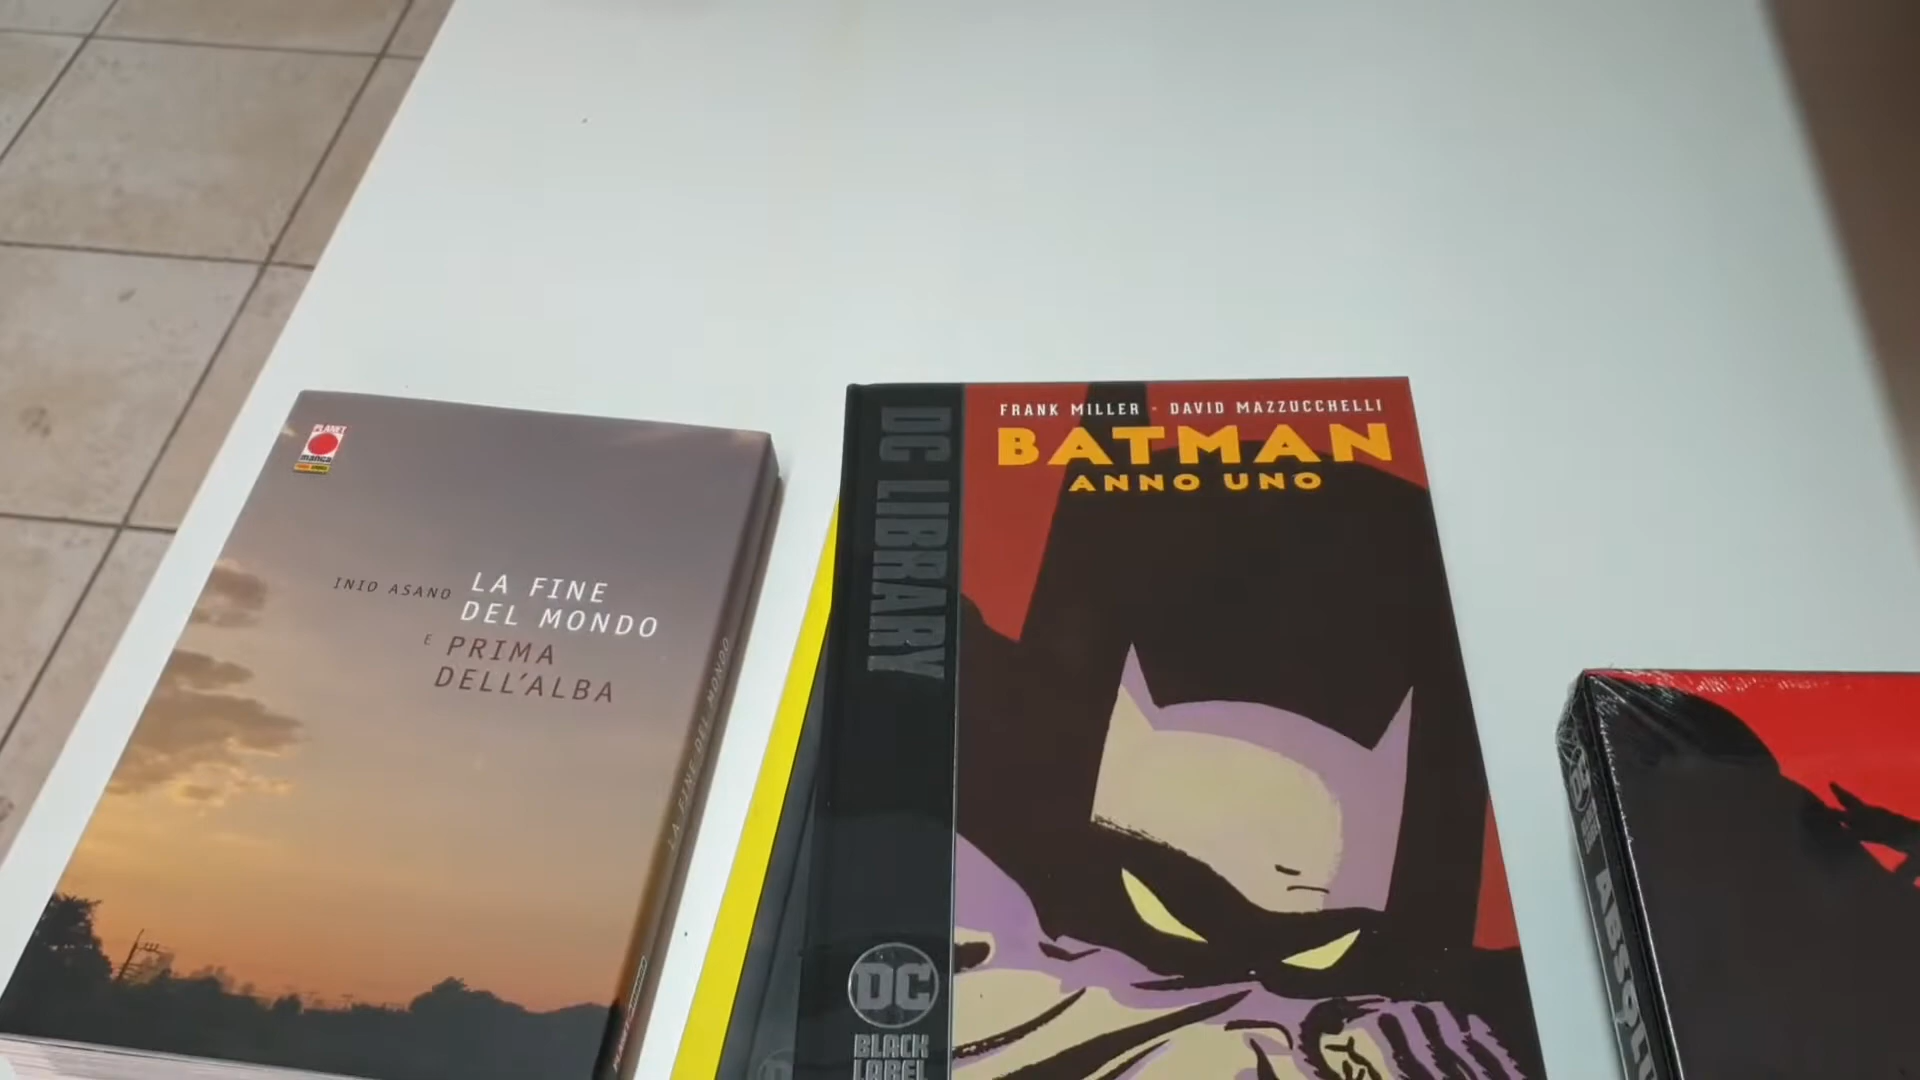 PLANET
manga
INIO ASANO LA FINE
DEL MONDO
E PRIMA
DELL'ALBA
LA FINE DEL MONDO
DC LIBRARY
FRANK MILLER - DAVID MAZZUCCHELLI
BATMAN
ANNO UNO
DC
BLACK
LABEL
ABSOLU